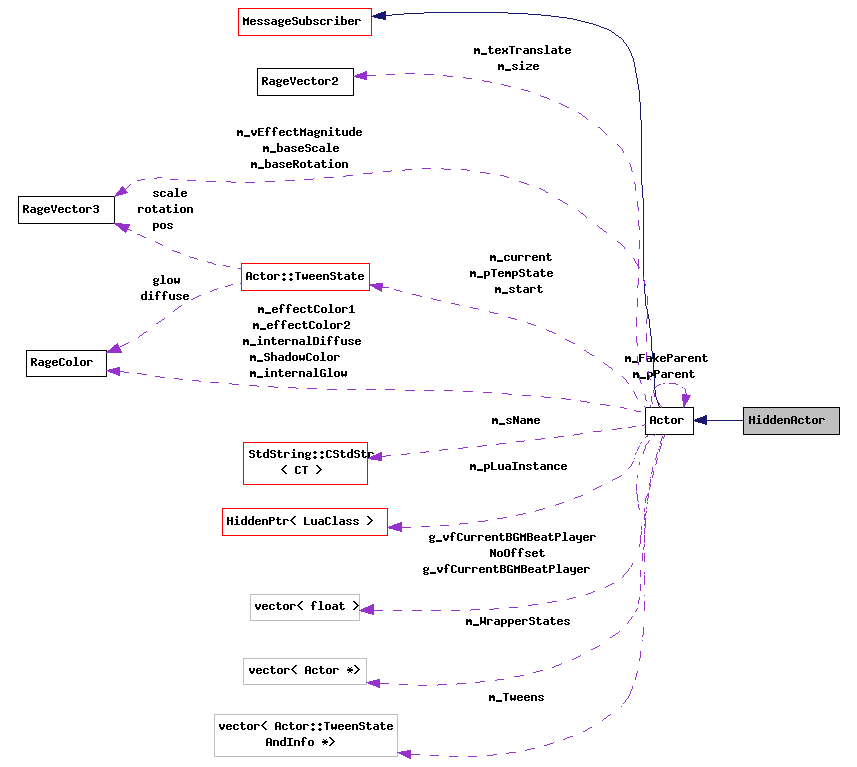 MessageSubscriber
m_texTranslate
m_size
RageVector2
m_vEffectMagnitude
m_baseScale
m_baseRotation
scale
rotation
pos
RageVector3
m_current
m_pTempState
m_start
Actor::TweenState
glow
diffuse
m_effectColor1
m_effectColor2
m_internalDiffuse
m_ShadowColor
m_internalGlow
RageColor
m_FakeParent
m_pParent
Actor
HiddenActor
m_sName
StdString::CStdStr
< CT >
m_pLuaInstance
HiddenPtr< LuaClass >
g_vfCurrentBGMBeatPlayer
NoOffset
g_vfCurrentBGMBeatPlayer
vector< float >
m_WrapperStates
vector< Actor *>
m_Tweens
vector< Actor::TweenState
AndInfo *>